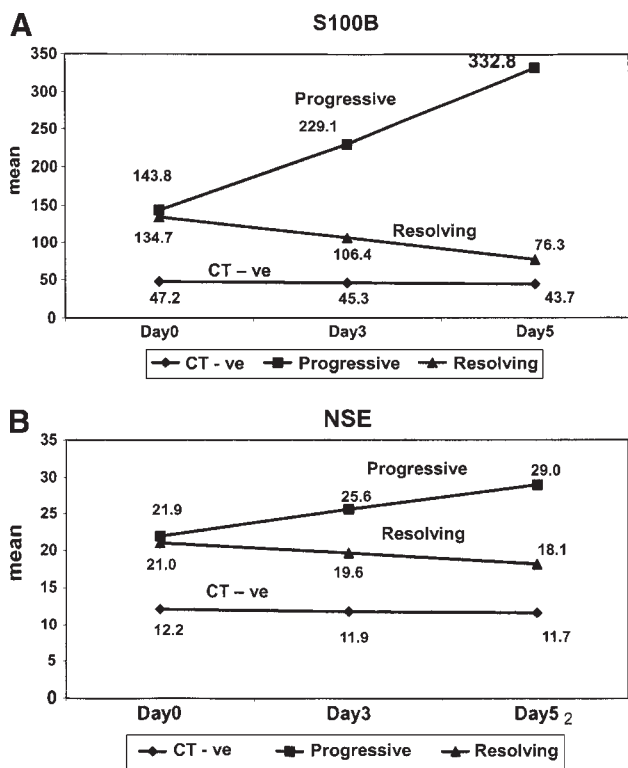 A
S100B
350
332.8
300
Progressive
250
229.1
200
mean
143.8
150
Resolving
134.7
106.4
76.3
100
CT – ve
50
47.2
45.3
43.7
0
Day0 Day3 Day5
CT - ve Progressive Resolving
B
NSE
35
Progressive
30
29.0
25.6
25
21.9
Resolving
20
21.0
19.6
18.1
mean
15
CT – ve
10
12.2
11.9
11.7
5
0
Day0 Day3 Day5 2
CT - ve Progressive Resolving